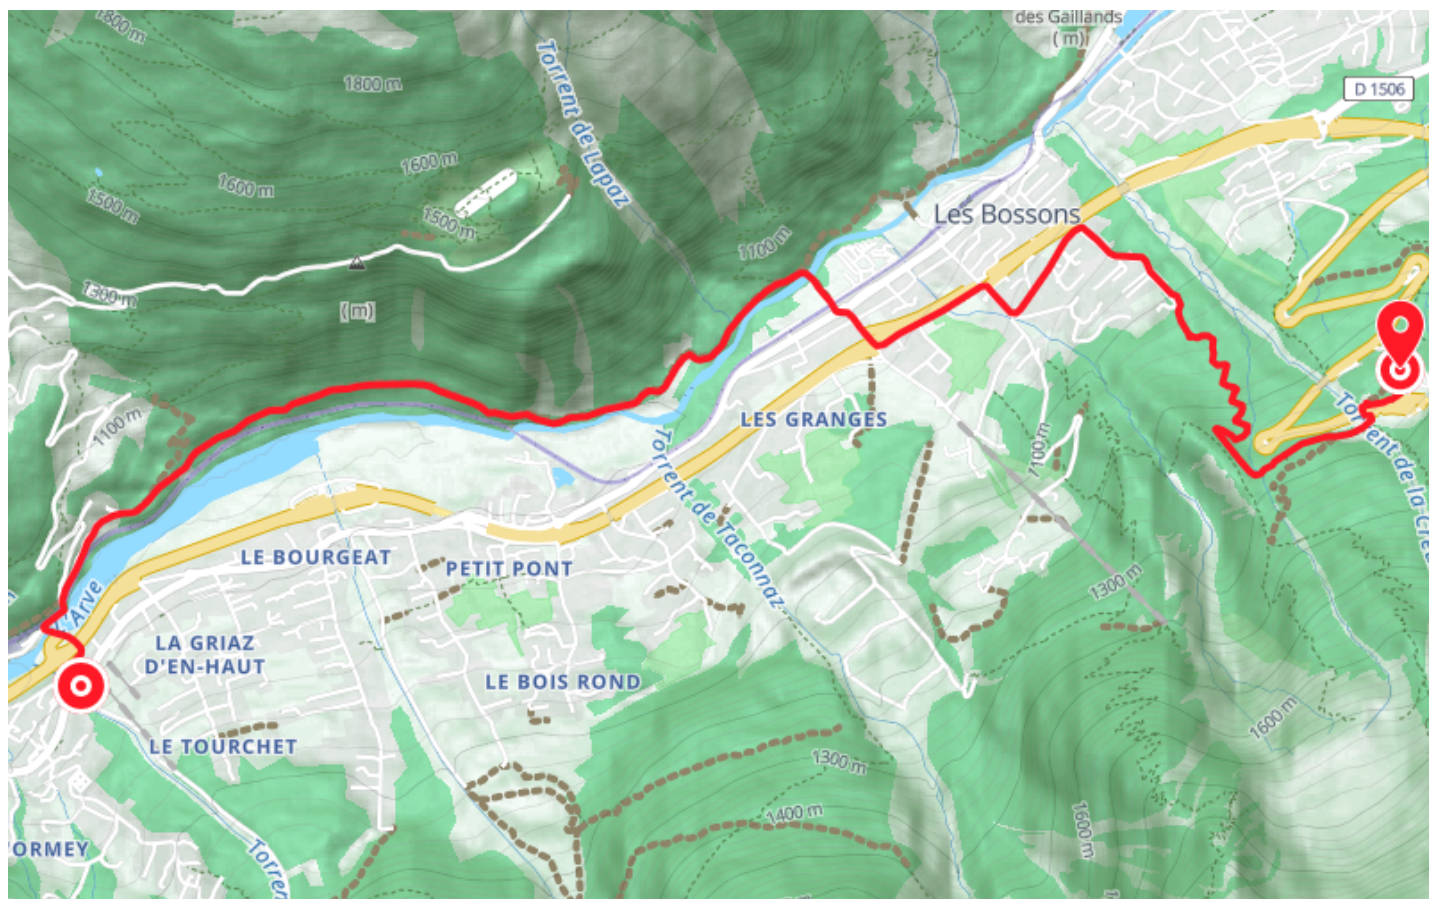 des Gaillands
( m)
1800 m
Torrent de Lapaz
1800 m
D 1506
1600 m
1600 m
1500 m
1500 m
Les Bossons
1100 m
1300 m
( m)
LES GRANGES
1100 m
1100 m
Torrent de la Cre
Torrent de Taconnaz
LE BOURGEAT
PETIT PONT
1300 m
L'Arve
LA GRIAZ
D'EN-HAUT
LE BOIS ROND
1600 m
LE TOURCHET
1300 m
1400 m
1600 m
ORMEY
Torren